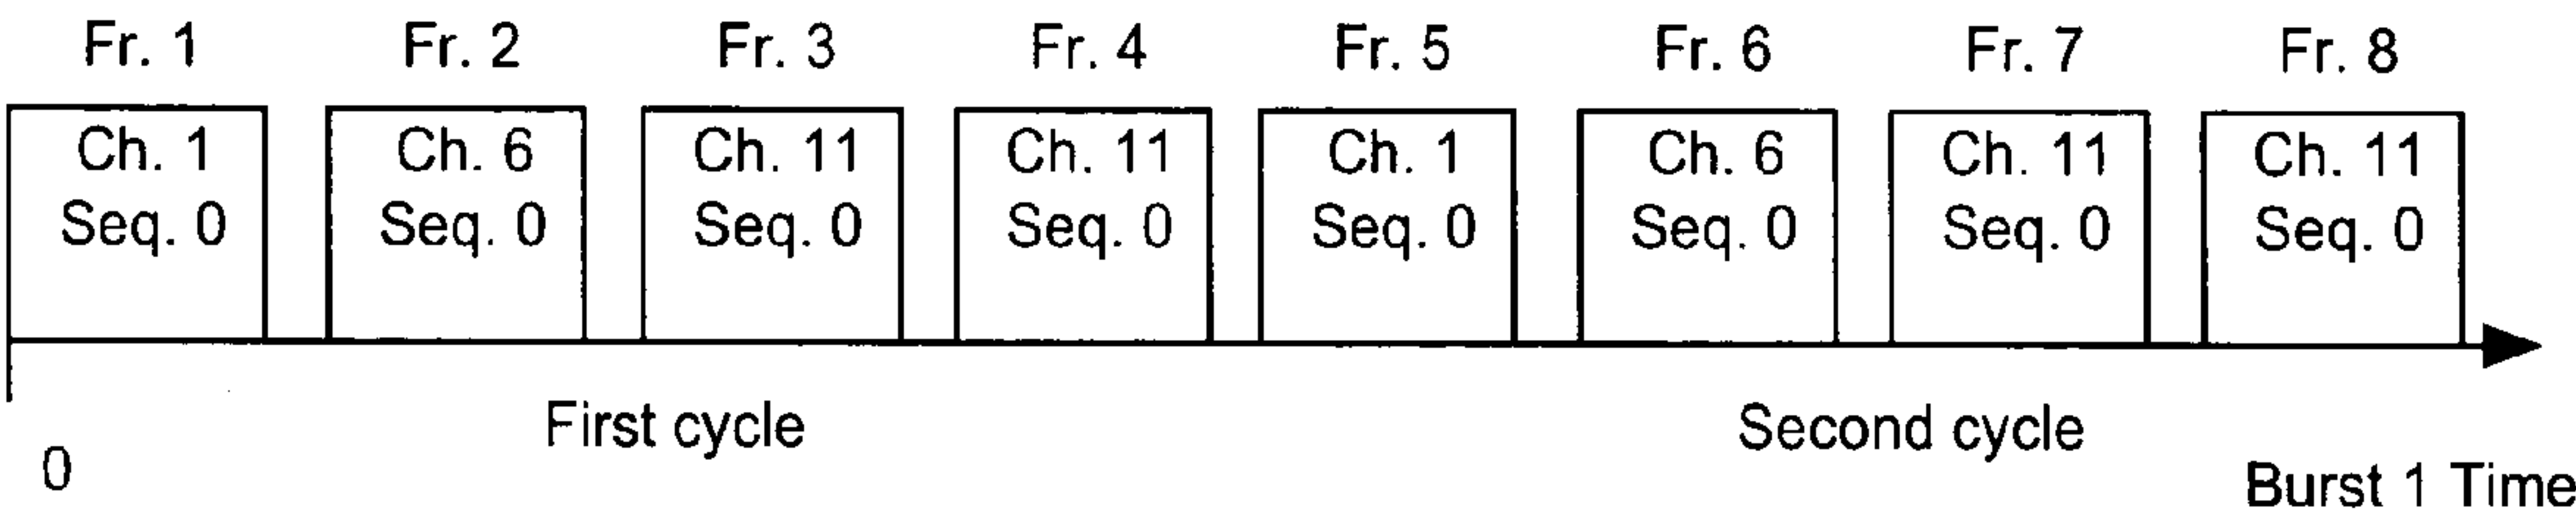 Fr. 1 Fr. 2 Fr. 3 Fr. 4 Fr. 5 Fr. 6 Fr. 7 Fr. 8
Ch. 1 Ch. 6 Ch. 11 Ch. 11 Ch. 1 Ch. 6 Ch. 11 Ch. 11
Seq. 0 Seq. 0 Seq. 0 Seq. 0 Seq. 0 Seq. 0 Seq. 0 Seq. 0
First cycle Second cycle
0 Burst 1 Time